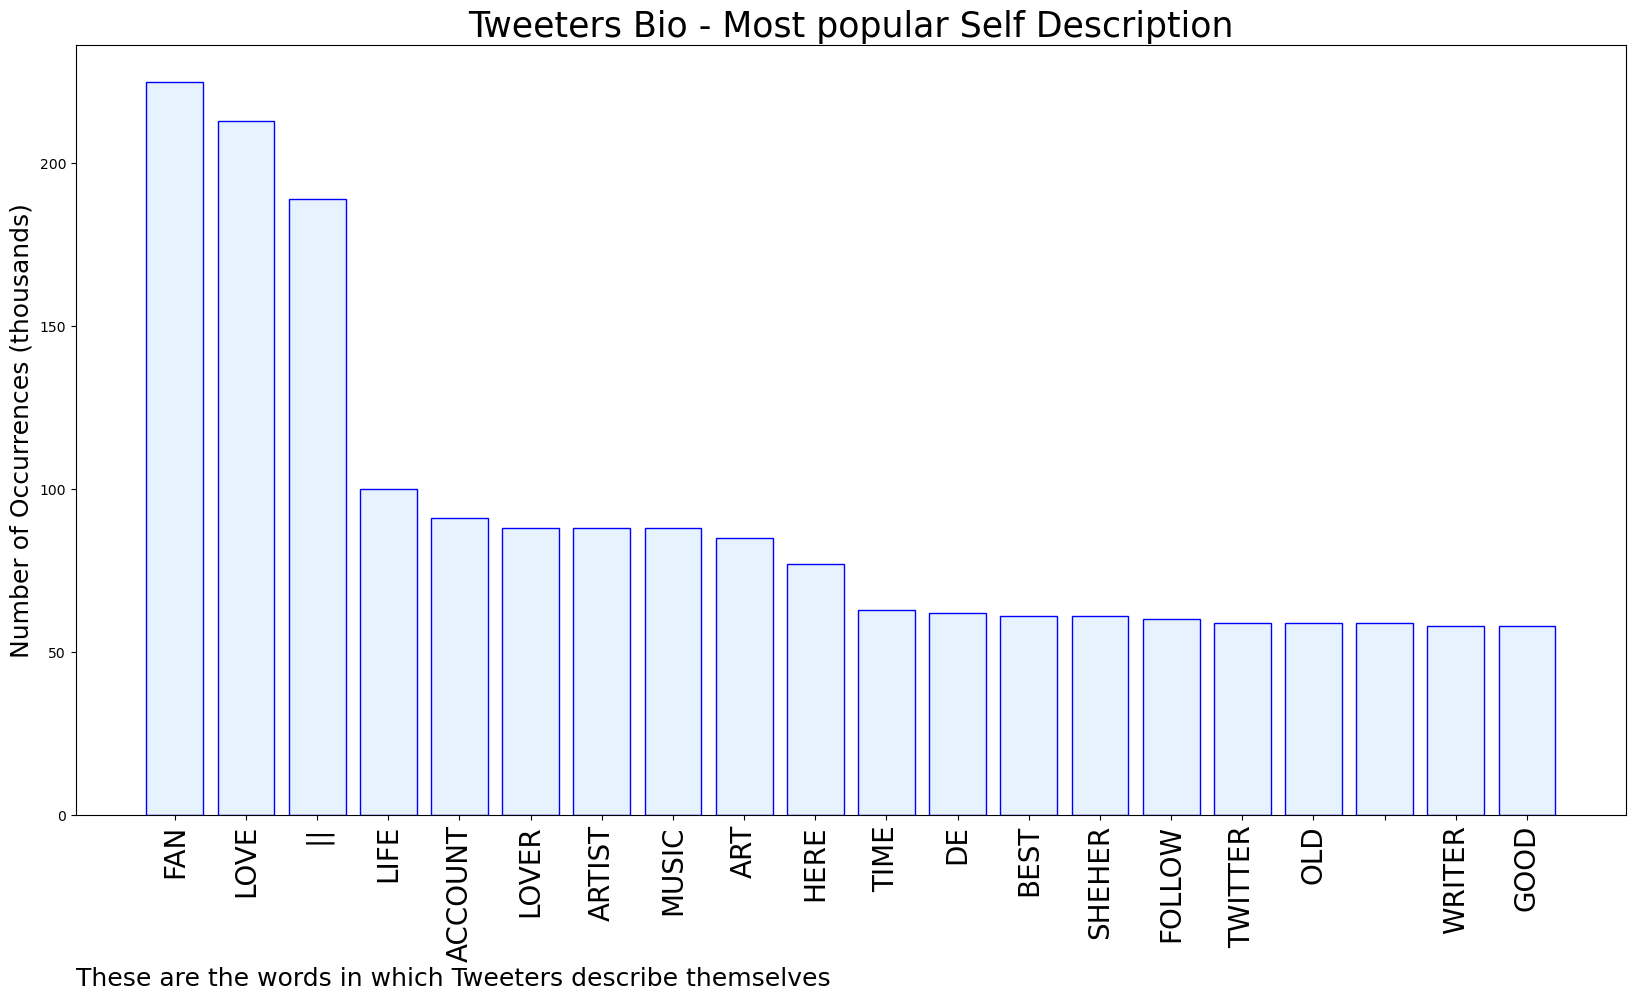 Tweeters Bio - Most popular Self Description
Number of Occurrences (thousands)
200
150
100
50
0
FAN
LOVE
||
LIFE
ACCOUNT
LOVER
ARTIST
MUSIC
ART
HERE
TIME
DE
BEST
SHEHER
FOLLOW
TWITTER
OLD
WRITER
GOOD
These are the words in which Tweeters describe themselves